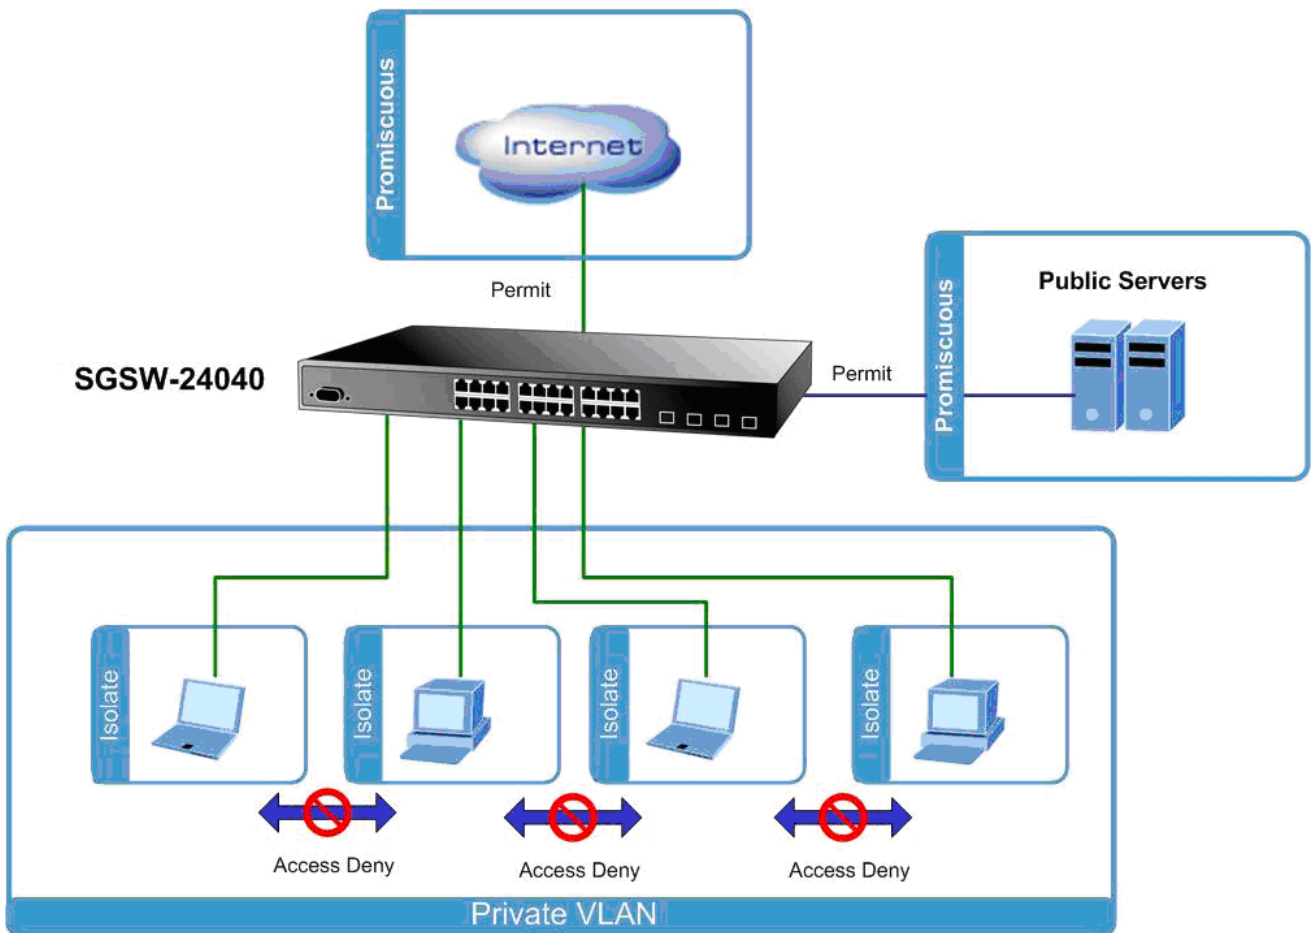 Promiscuous
Internet
Permit
SGSW-24040
Permit
Promiscuous
Public Servers
Isolate
Isolate
Isolate
Isolate
Access Deny
Access Deny
Access Deny
Private VLAN